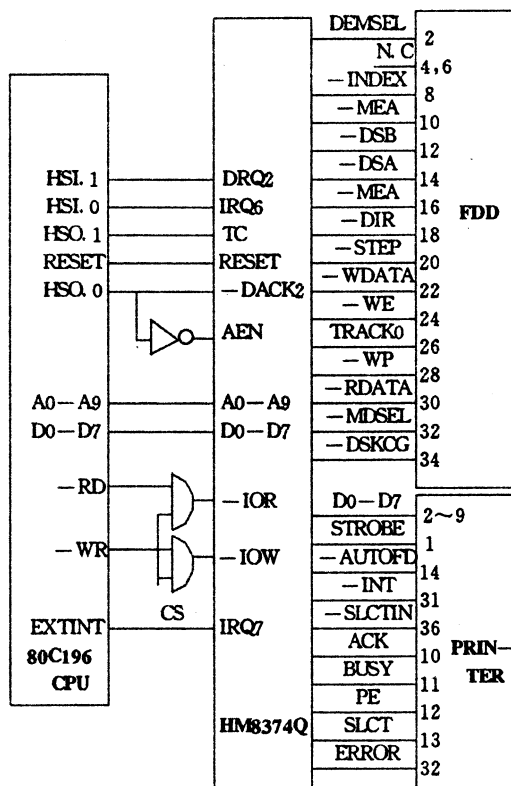 HSI. 1
HSI. 0
HSO. 1
RESET
HSO. 0
A0—A9
D0—D7
—RD
—WR
EXTINT
80C196
CPU
CS
DRQ2
IRQ6
TC
RESET
—DACK2
AEN
A0—A9
D0—D7
—IOR
—IOW
IRQ7
HM8374Q
DEMSEL
2
N. C
4,6
—INDEX
8
—MEA
10
—DSB
12
—DSA
14
—MEA
16
—DIR
18
—STEP
20
—WDATA
22
—WE
24
TRACK0
26
—WP
28
—RDATA
30
—MDSEL
32
—DSKCG
34
FDD
D0—D7
2～9
STROBE
1
—AUTOFD
14
—INT
31
—SLCTIN
36
ACK
10
BUSY
11
PE
12
SLCT
13
ERROR
32
PRIN—
TER